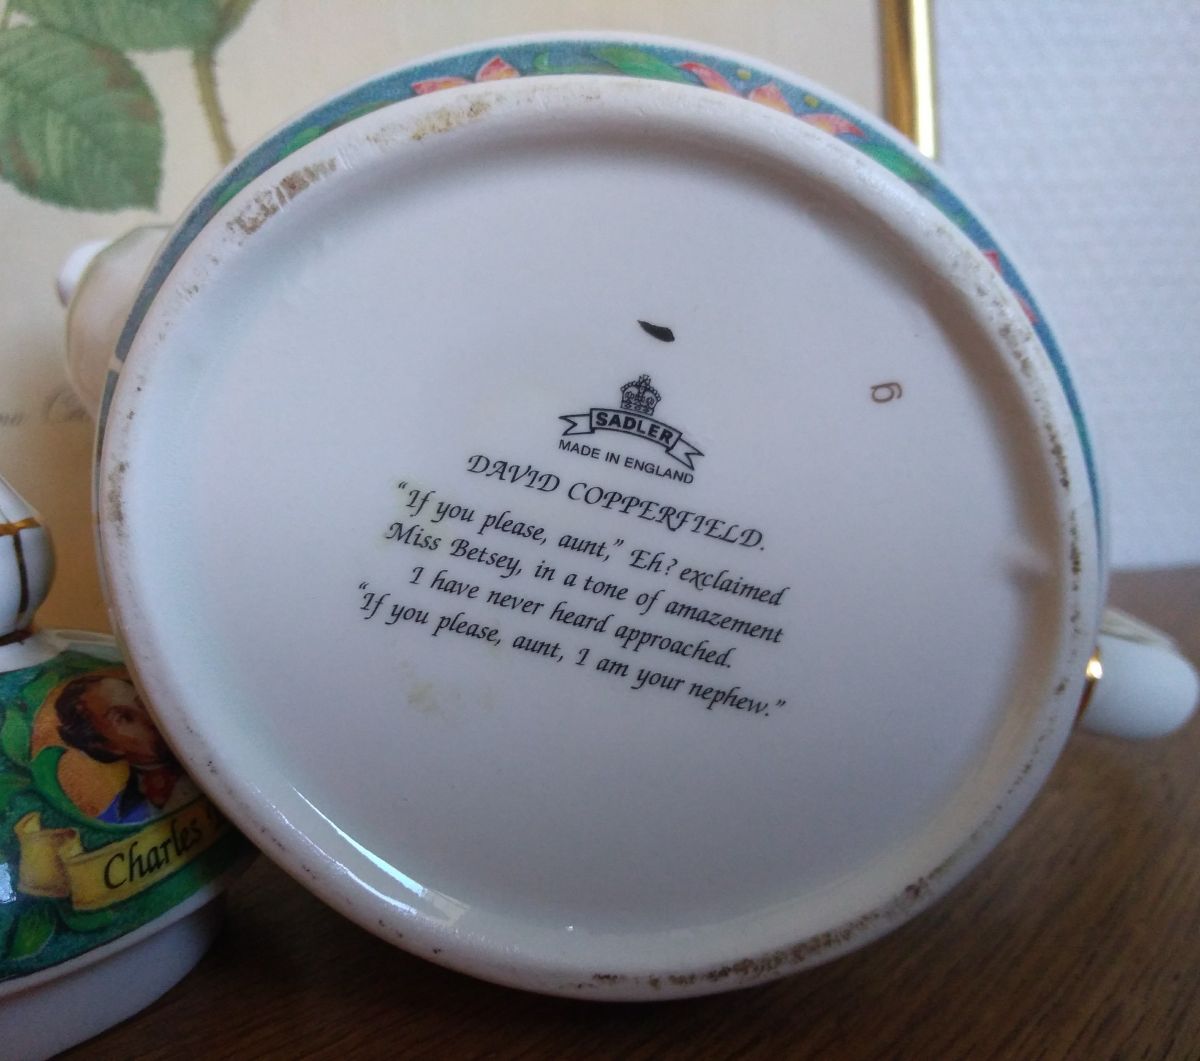 g
SADLER
MADE IN ENGLAND
DAVID COPPERFIELD.
“If you please, aunt,” Eh? exclaimed
Miss Betsey, in a tone of amazement
I have never heard approached.
“If you please, aunt, I am your nephew.”
Charles